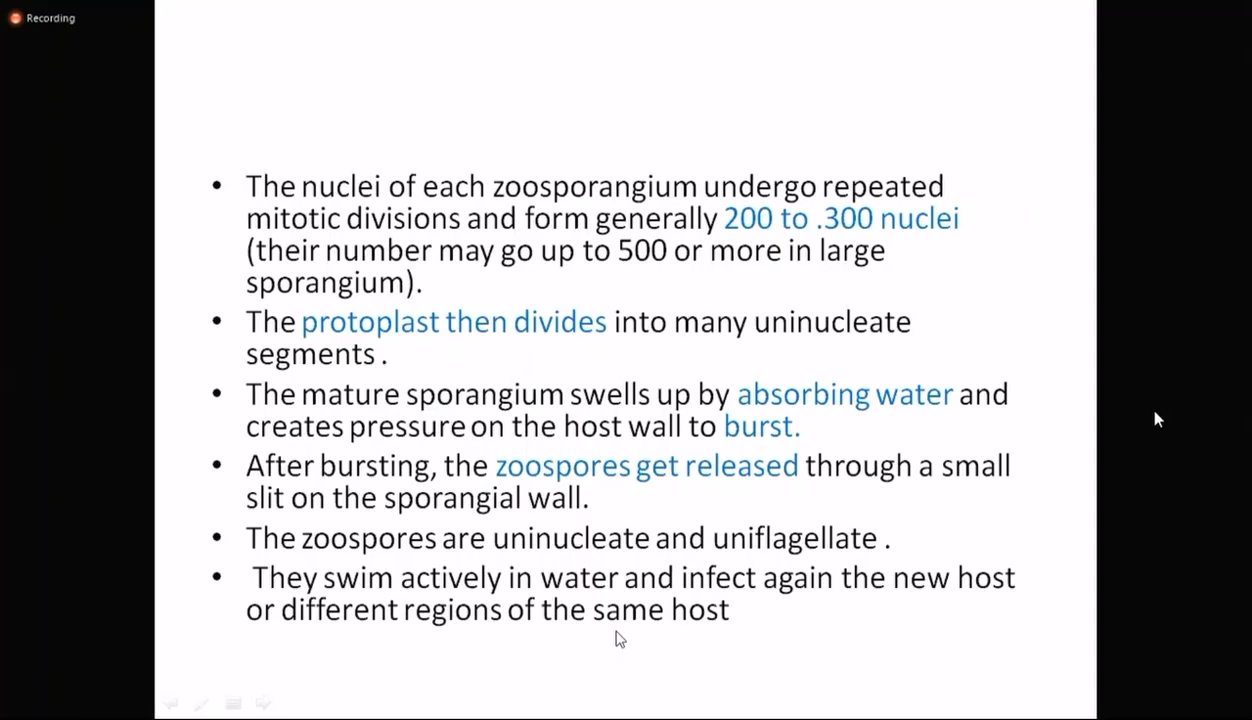 Recording
• The nuclei of each zoosporangium undergo repeated
mitotic divisions and form generally 200 to .300 nuclei
(their number may go up to 500 or more in large
sporangium).
• The protoplast then divides into many uninucleate
segments .
• The mature sporangium swells up by absorbing water and
creates pressure on the host wall to burst.
• After bursting, the zoospores get released through a small
slit on the sporangial wall.
• The zoospores are uninucleate and uniflagellate .
• They swim actively in water and infect again the new host
or different regions of the same host